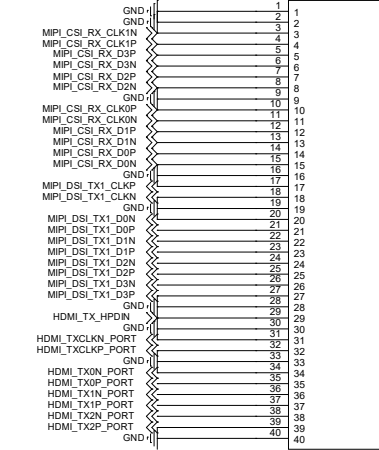 GND 1 1
GND 2 2
MIPI_CSI_RX_CLK1N 3 3
MIPI_CSI_RX_CLK1P 4 4
MIPI_CSI_RX_D3P 5 5
MIPI_CSI_RX_D3N 6 6
MIPI_CSI_RX_D2P 7 7
MIPI_CSI_RX_D2N 8 8
GND 9 9
MIPI_CSI_RX_CLK0P 10 10
MIPI_CSI_RX_CLK0N 11 11
MIPI_CSI_RX_D1P 12 12
MIPI_CSI_RX_D1N 13 13
MIPI_CSI_RX_D0P 14 14
MIPI_CSI_RX_D0N 15 15
GND 16 16
MIPI_DSI_TX1_CLKP 17 17
MIPI_DSI_TX1_CLKN 18 18
GND 19 19
MIPI_DSI_TX1_D0N 20 20
MIPI_DSI_TX1_D0P 21 21
MIPI_DSI_TX1_D1N 22 22
MIPI_DSI_TX1_D1P 23 23
MIPI_DSI_TX1_D2N 24 24
MIPI_DSI_TX1_D2P 25 25
MIPI_DSI_TX1_D3N 26 26
MIPI_DSI_TX1_D3P 27 27
GND 28 28
HDMI_TX_HPDIN 29 29
GND 30 30
HDMI_TXCLKN_PORT 31 31
HDMI_TXCLKP_PORT 32 32
GND 33 33
HDMI_TX0N_PORT 34 34
HDMI_TX0P_PORT 35 35
HDMI_TX1N_PORT 36 36
HDMI_TX1P_PORT 37 37
HDMI_TX2N_PORT 38 38
HDMI_TX2P_PORT 39 39
GND 40 40